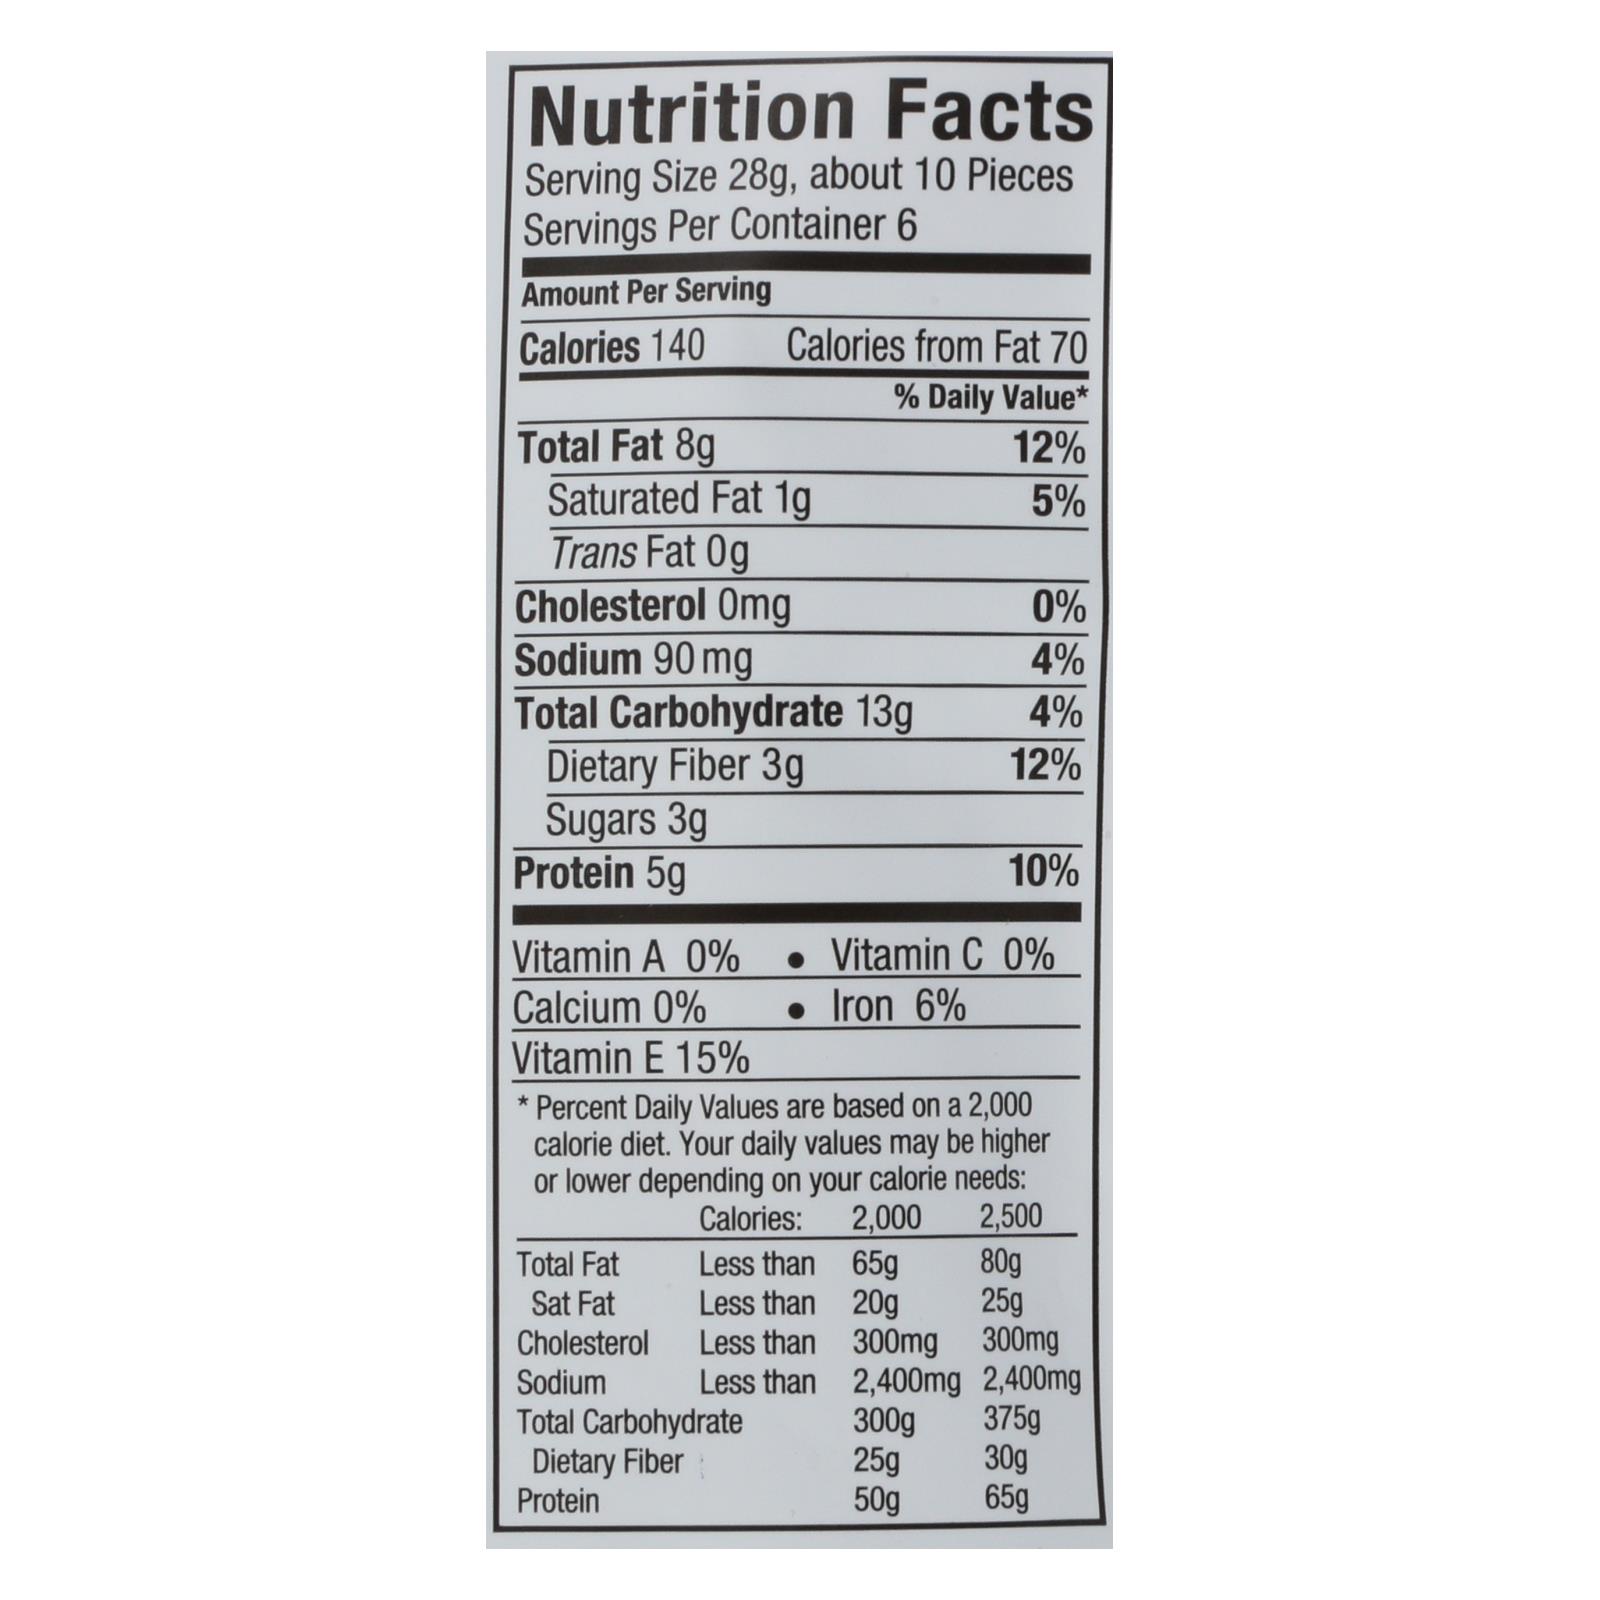 Nutrition Facts
Serving Size 28g, about 10 Pieces
Servings Per Container 6
Amount Per Serving
Calories 140 Calories from Fat 70
% Daily Value*
Total Fat 8g 12%
Saturated Fat 1g 5%
Trans Fat 0g
Cholesterol 0mg 0%
Sodium 90 mg 4%
Total Carbohydrate 13g 4%
Dietary Fiber 3g 12%
Sugars 3g
Protein 5g 10%
Vitamin A 0% • Vitamin C 0%
Calcium 0% • Iron 6%
Vitamin E 15%
* Percent Daily Values are based on a 2,000
calorie diet. Your daily values may be higher
or lower depending on your calorie needs:
Calories: 2,000 2,500
Total Fat Less than 65g 80g
Sat Fat Less than 20g 25g
Cholesterol Less than 300mg 300mg
Sodium Less than 2,400mg 2,400mg
Total Carbohydrate 300g 375g
Dietary Fiber 25g 30g
Protein 50g 65g